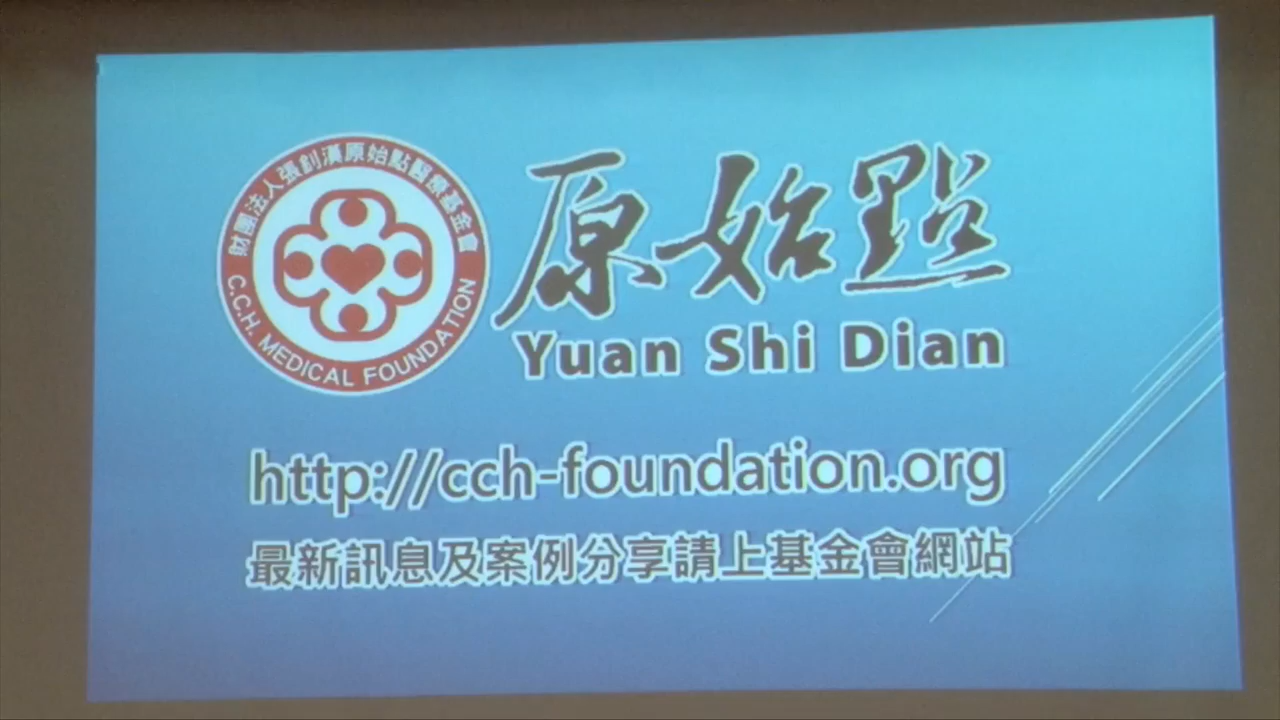 財團法人張釗漢原始點醫療基金會
C.C.H. MEDICAL FOUNDATION
原始點
Yuan Shi Dian
http://cch-foundation.org
最新訊息及案例分享請上基金會網站